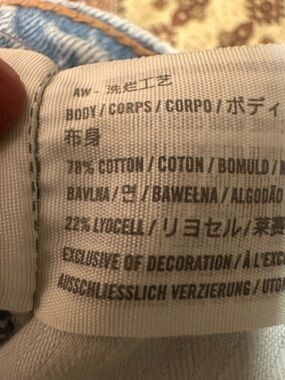 AW - 洗烂工艺
BODY / CORPS / CORPO / ボディ
布身
78% COTTON / COTON / BOMULD /
BAVLNA / 면 / BAWEŁNA / ALGODÃO
22% LYOCELL / リヨセル / 莱赛
EXCLUSIVE OF DECORATION / À L'EXC
AUSSCHLIESSLICH VERZIERUNG / UTO